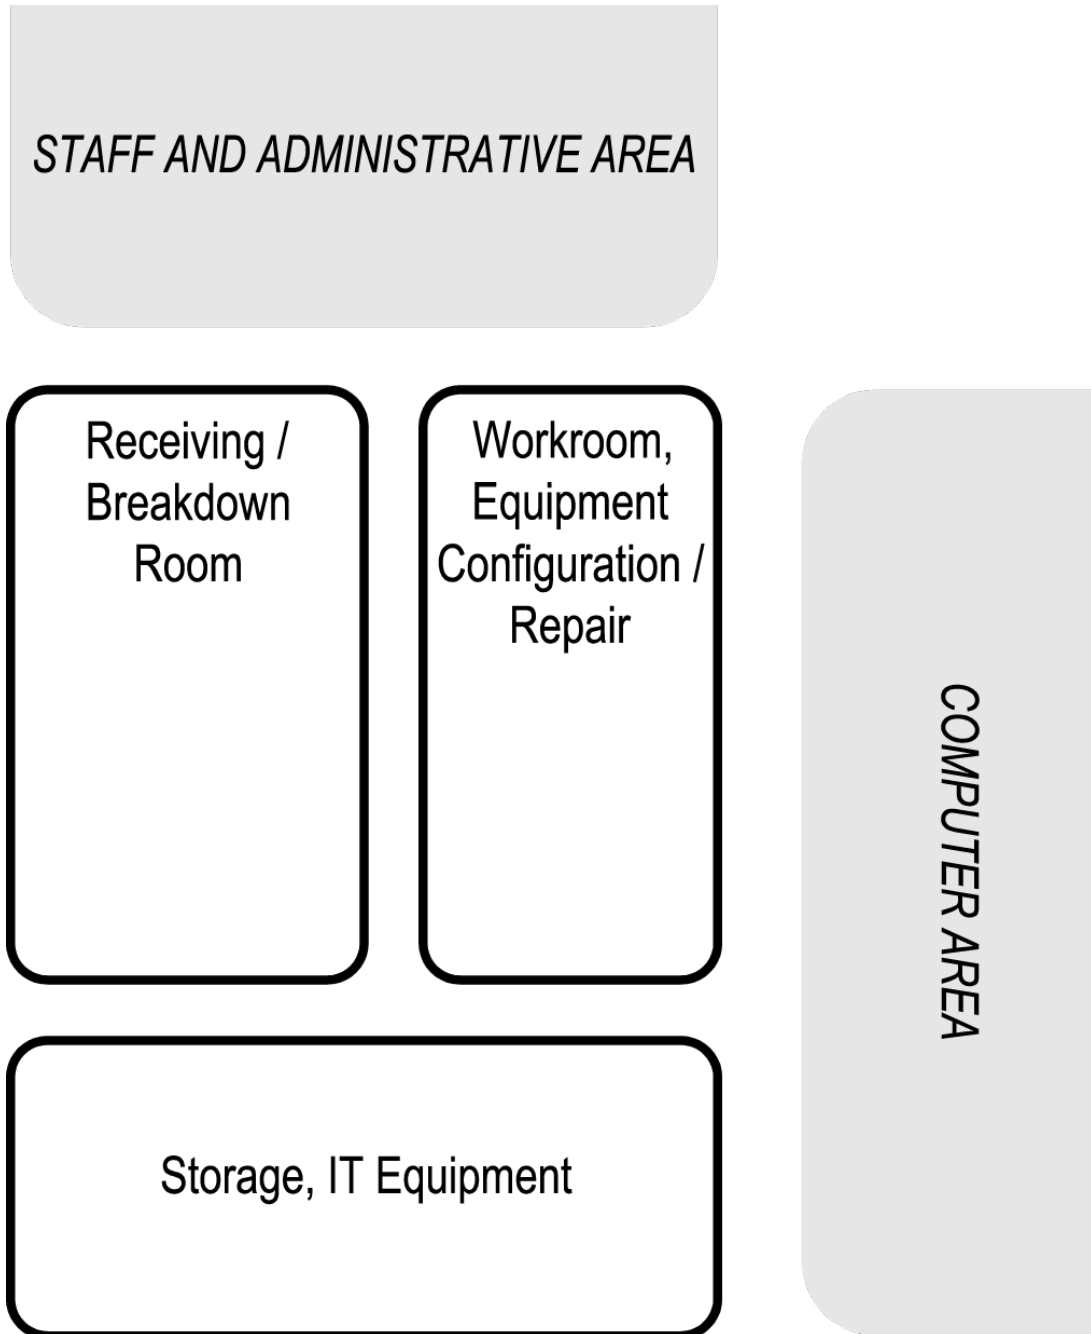 STAFF AND ADMINISTRATIVE AREA
Receiving /
Breakdown
Room
Workroom,
Equipment
Configuration /
Repair
COMPUTER AREA
Storage, IT Equipment